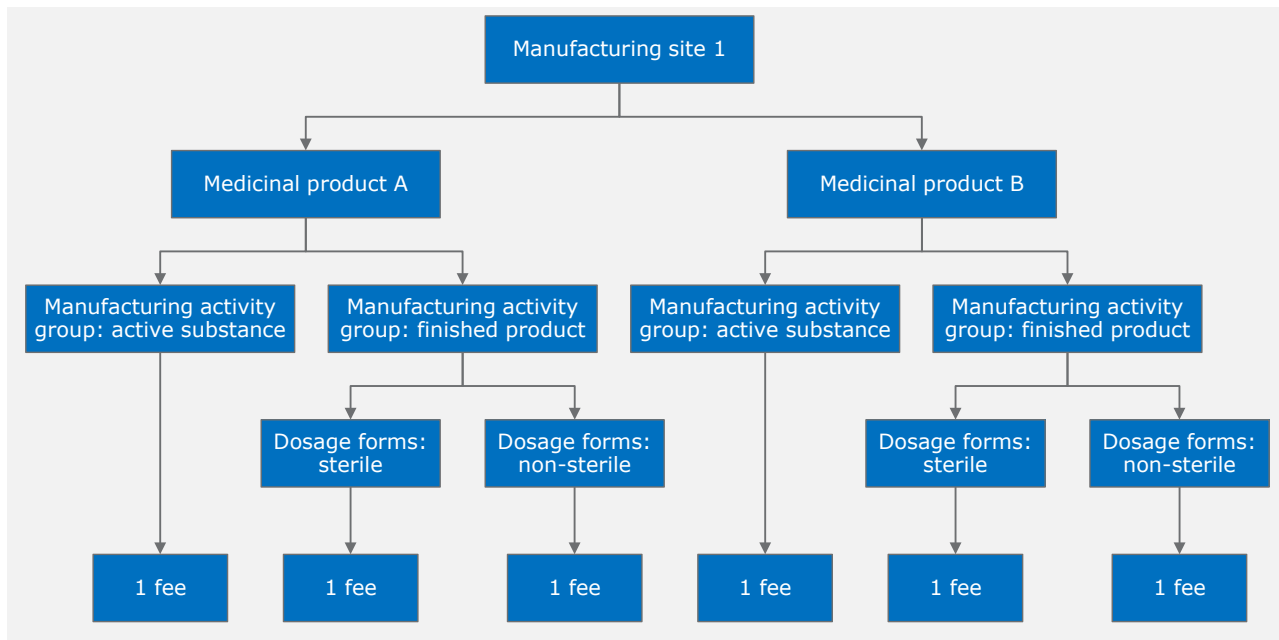 Manufacturing site 1
Medicinal product A
Medicinal product B
Manufacturing activity
group: active substance
Manufacturing activity
group: finished product
Manufacturing activity
group: active substance
Manufacturing activity
group: finished product
Dosage forms:
sterile
Dosage forms:
non-sterile
Dosage forms:
sterile
Dosage forms:
non-sterile
1 fee
1 fee
1 fee
1 fee
1 fee
1 fee